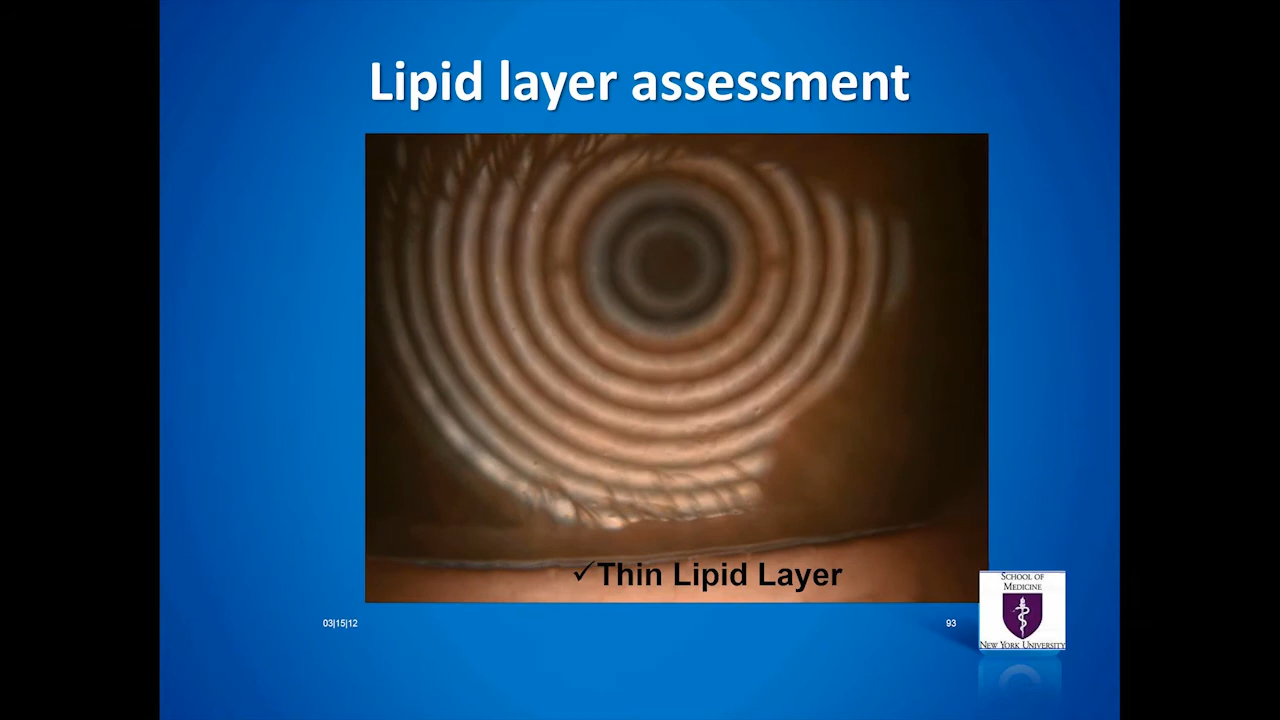 Lipid layer assessment
✓Thin Lipid Layer
03|15|12
93
SCHOOL OF
MEDICINE
NEW YORK UNIVERSITY